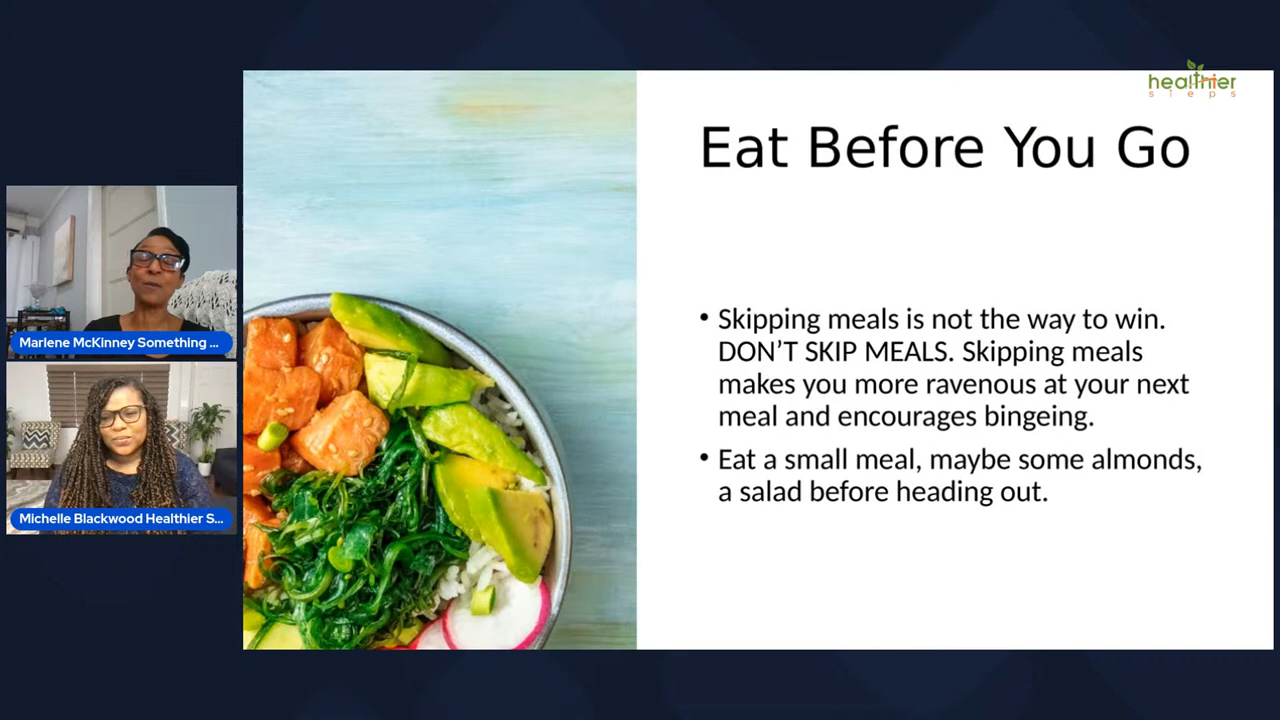 healthier
steps
Eat Before You Go
• Skipping meals is not the way to win.
DON’T SKIP MEALS. Skipping meals
makes you more ravenous at your next
meal and encourages bingeing.
• Eat a small meal, maybe some almonds,
a salad before heading out.
Marlene McKinney Something ...
Michelle Blackwood Healthier S...